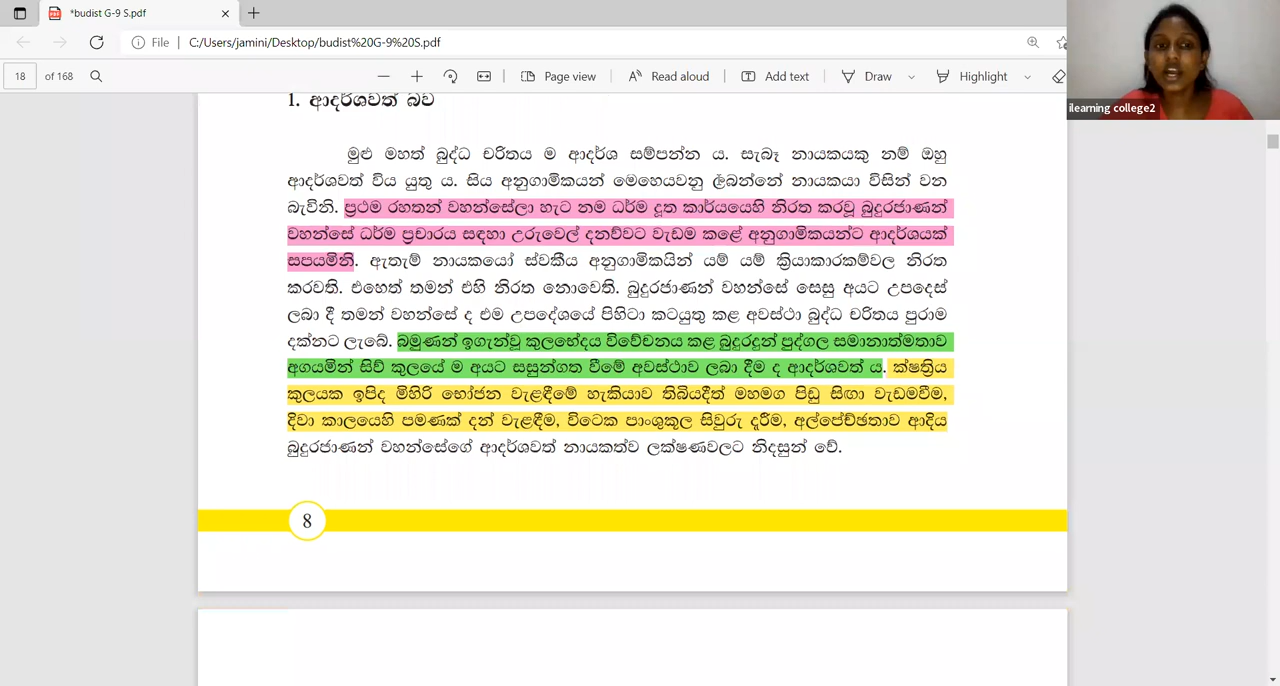 *budist G-9 S.pdf
File
C:/Users/jamini/Desktop/budist%20G-9%20S.pdf
18 of 168
Page view
Read aloud
Add text
Draw
Highlight
ilearning college2
1. ආදර්ශවත් බව
මුළු මහත් බුද්ධ චරිතය ම ආදර්ශ සම්පන්න ය. සැබෑ නායකයකු නම් ඔහු
ආදර්ශවත් විය යුතු ය. සිය අනුගාමිකයන් මෙහෙයවනු ලබන්නේ නායකයා විසින් වන
බැවිනි. ප්‍රථම රහතන් වහන්සේලා හැට නම ධර්ම දූත කාර්යයෙහි නිරත කරවූ බුදුරජාණන්
වහන්සේ ධර්ම ප්‍රචාරය සඳහා උරුවෙල් දනව්වට වැඩම කළේ අනුගාමිකයන්ට ආදර්ශයක්
සපයමිනි. ඇතැම් නායකයෝ ස්වකීය අනුගාමිකයින් යම් යම් ක්‍රියාකාරකම්වල නිරත
කරවති. එහෙත් තමන් එහි නිරත නොවෙති. බුදුරජාණන් වහන්සේ සෙසු අයට උපදෙස්
ලබා දී තමන් වහන්සේ ද එම උපදේශයේ පිහිටා කටයුතු කළ අවස්ථා බුද්ධ චරිතය පුරාම
දක්නට ලැබේ. බමුණන් ඉගැන්වූ කුලභේදය විවේචනය කළ බුදුරදුන් පුද්ගල සමානාත්මතාව
අගයමින් සිව් කුලයේ ම අයට සසුන්ගත වීමේ අවස්ථාව ලබා දීම ද ආදර්ශවත් ය. ක්ෂත්‍රිය
කුලයක ඉපිද මිහිරි භෝජන වැළඳීමේ හැකියාව තිබියදීත් මහමග පිඬු සිඟා වැඩමවීම,
දිවා කාලයෙහි පමණක් දන් වැළඳීම, විටෙක පාංශුකූල සිවුරු දැරීම, අල්පේච්ඡතාව ආදිය
බුදුරජාණන් වහන්සේගේ ආදර්ශවත් නායකත්ව ලක්ෂණවලට නිදසුන් වේ.
8